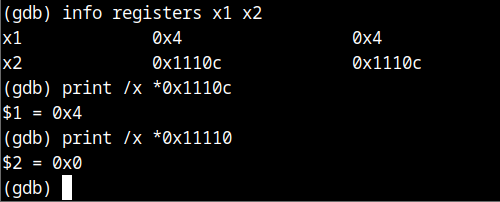 (gdb) info registers x1 x2
x1 0x4 0x4
x2 0x1110c 0x1110c
(gdb) print /x *0x1110c
$1 = 0x4
(gdb) print /x *0x11110
$2 = 0x0
(gdb)